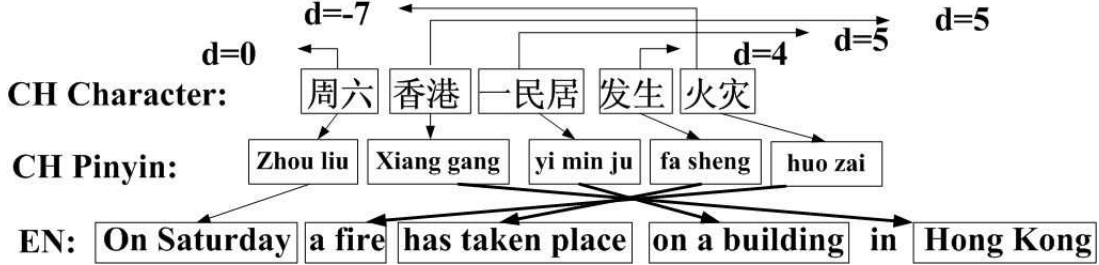 d=-7
d=5
d=0
d=4
d=5
CH Character: 周六 香港 一民居 发生 火灾
CH Pinyin: Zhou liu Xiang gang yi min ju fa sheng huo zai
EN: On Saturday a fire has taken place on a building in Hong Kong